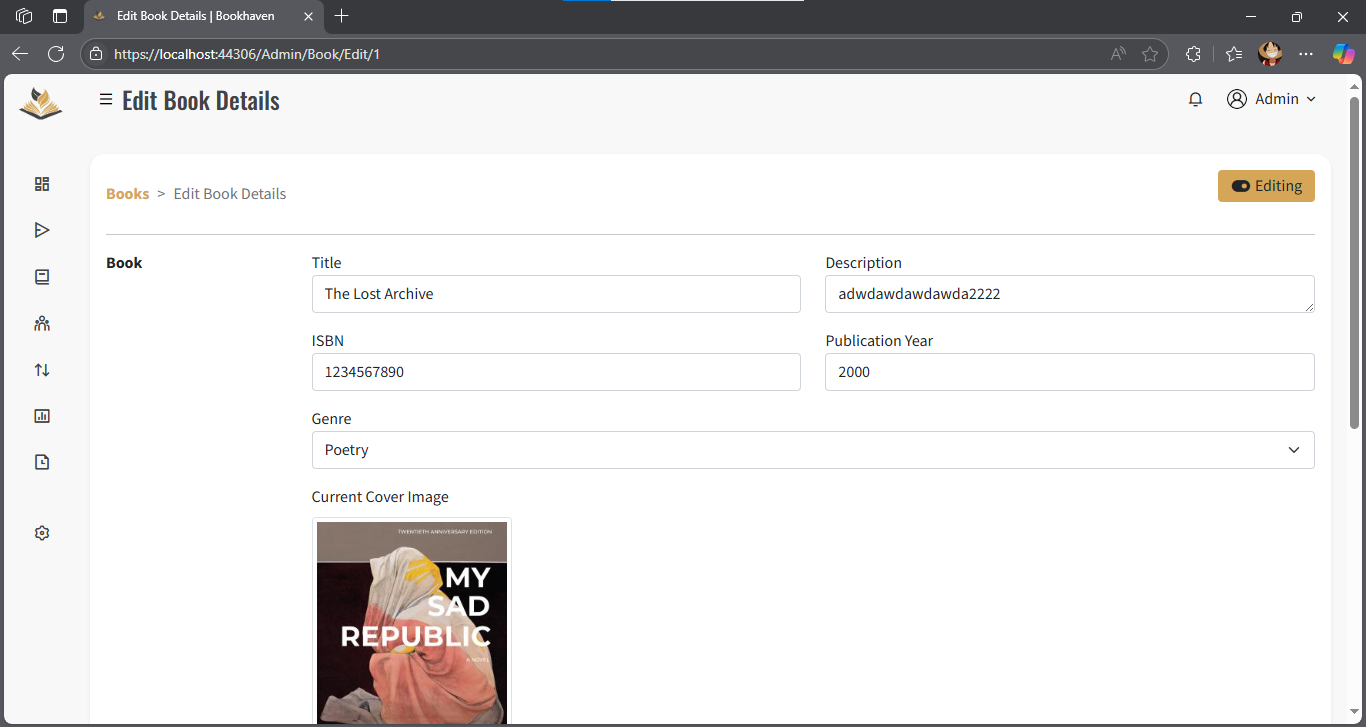 Edit Book Details | Bookhaven
https://localhost:44306/Admin/Book/Edit/1
Edit Book Details
Admin
Books > Edit Book Details
Editing
Book
Title
Description
The Lost Archive
adwdawdawdawda2222
ISBN
Publication Year
1234567890
2000
Genre
Poetry
Current Cover Image
TWENTIETH ANNIVERSARY EDITION
MY
SAD
REPUBLIC
A NOVEL